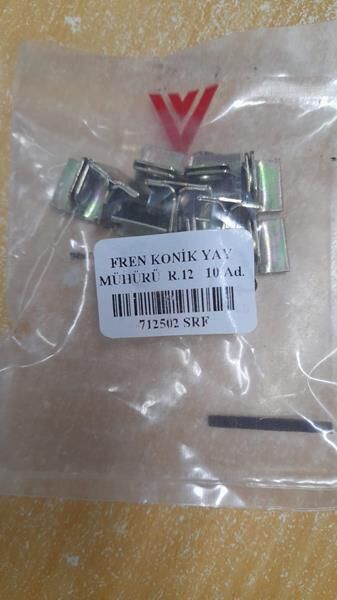 FREN KONİK YAY
MÜHÜRÜ R.12 10 Ad.
712502 SRF